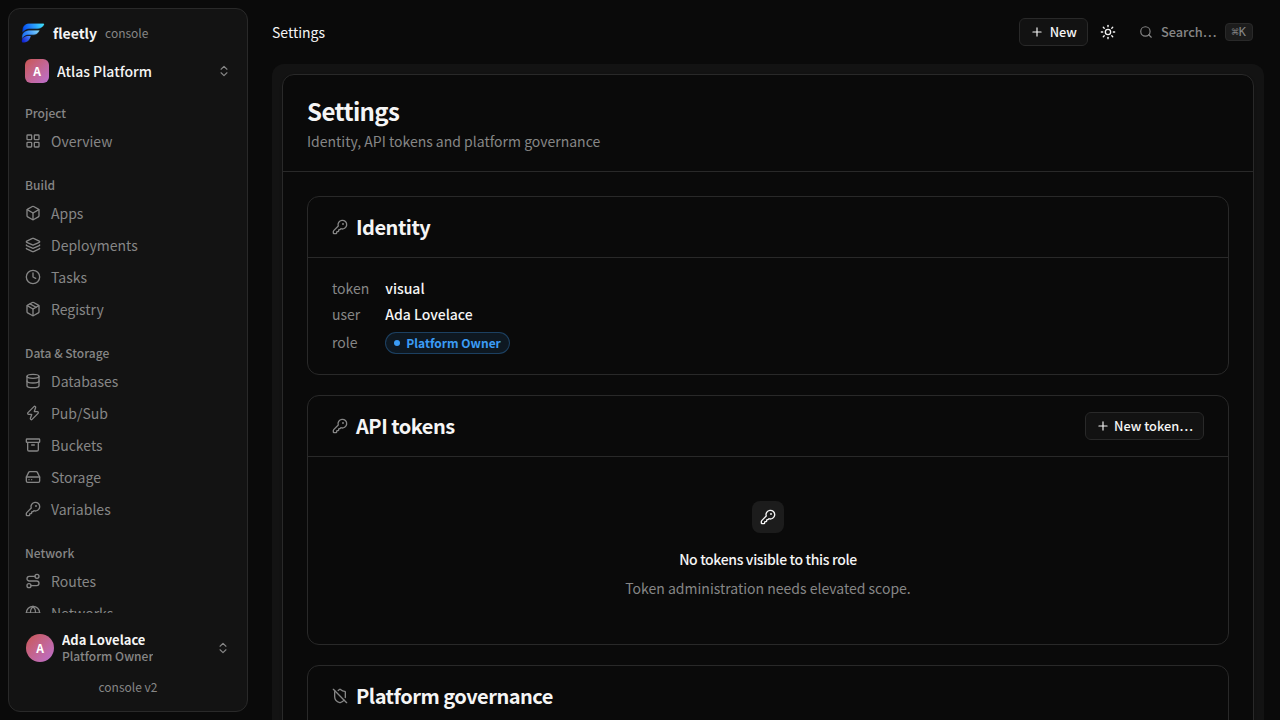 fleetly console
Atlas Platform
Project
Overview
Build
Apps
Deployments
Tasks
Registry
Data & Storage
Databases
Pub/Sub
Buckets
Storage
Variables
Network
Routes
Networks
A
Ada Lovelace
Platform Owner
console v2
Settings
New
Search… ⌘K
Settings
Identity, API tokens and platform governance
Identity
token visual
user Ada Lovelace
role Platform Owner
API tokens
New token…
No tokens visible to this role
Token administration needs elevated scope.
Platform governance